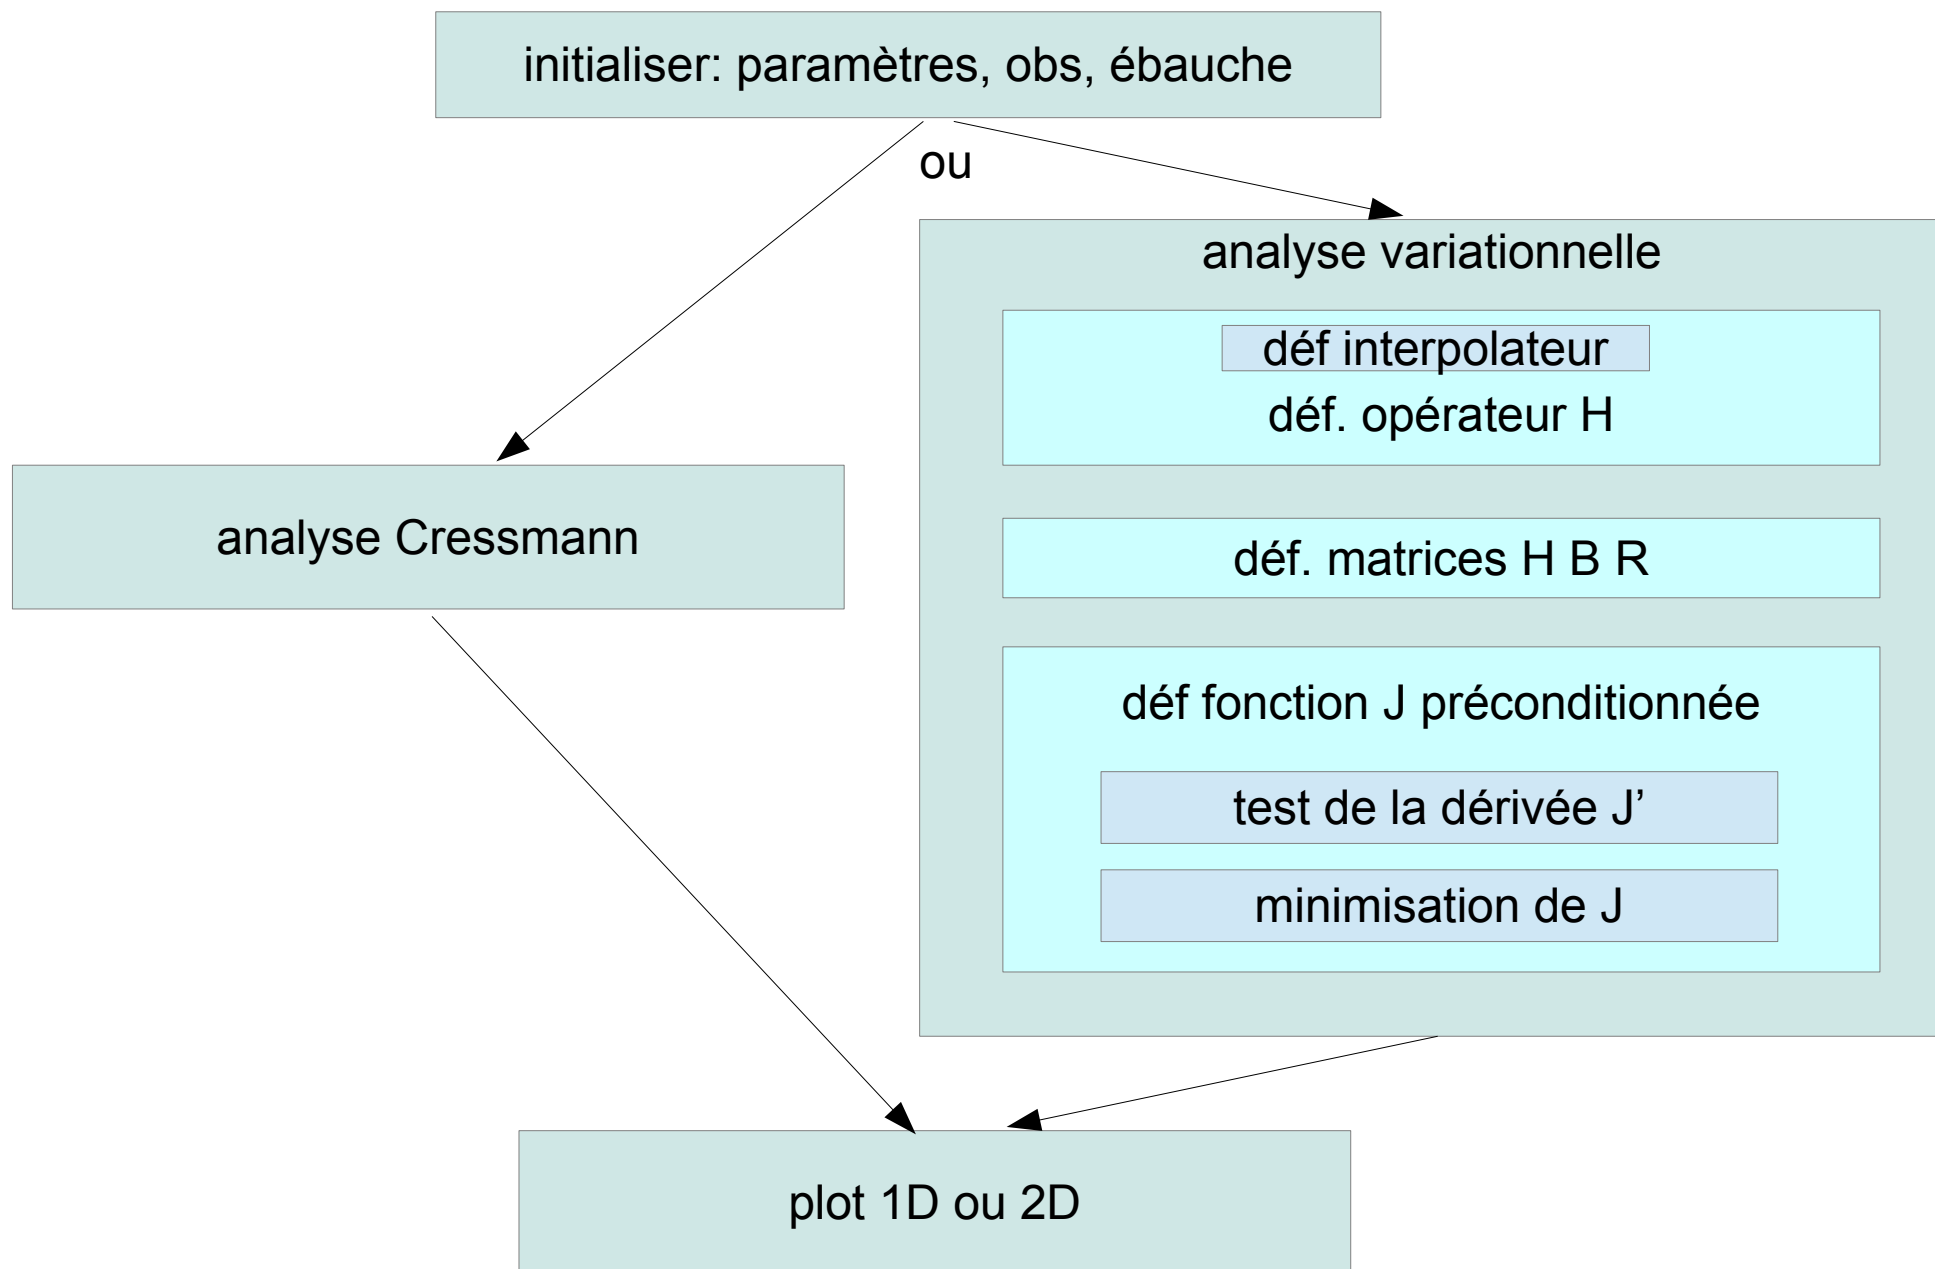 initialiser: paramètres, obs, ébauche
ou
analyse variationnelle
déf interpolateur
déf. opérateur H
analyse Cressmann
déf. matrices H B R
déf fonction J préconditionnée
test de la dérivée J’
minimisation de J
plot 1D ou 2D